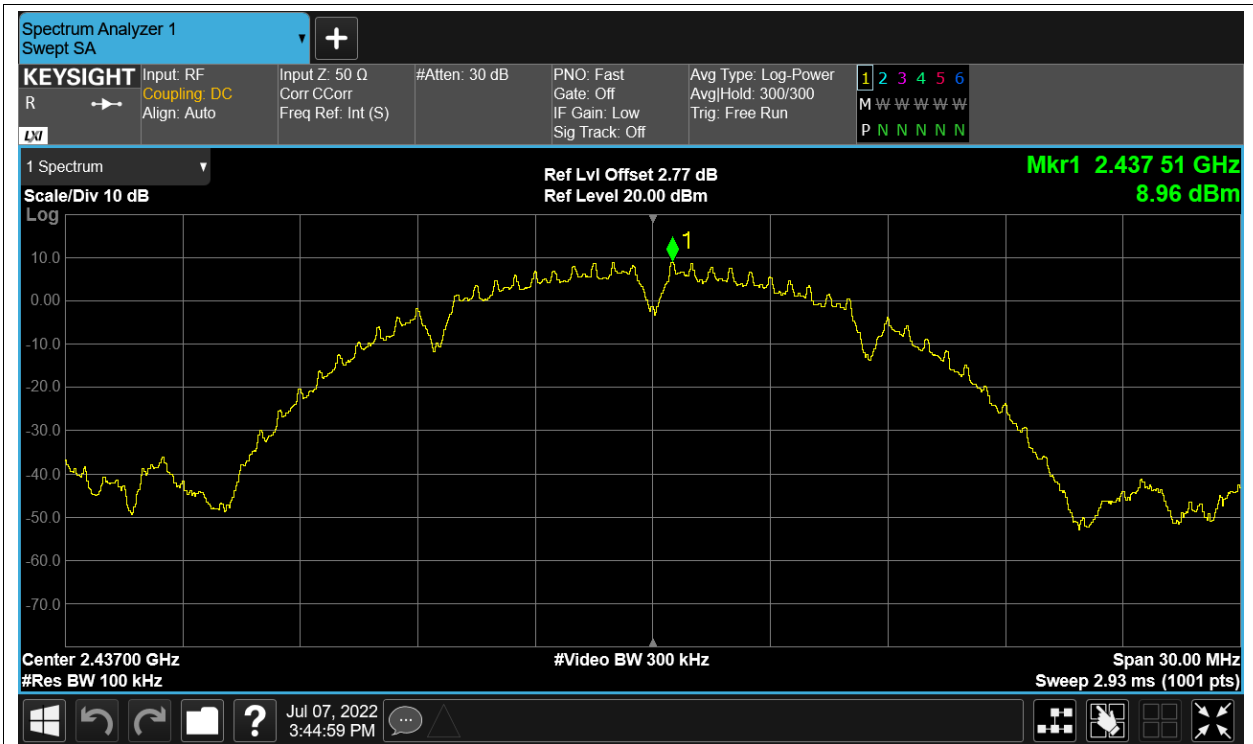 Spectrum Analyzer 1
Swept SA
KEYSIGHT
R
LXI
Input: RF
Coupling: DC
Align: Auto
Input Z: 50 Ω
Corr CCorr
Freq Ref: Int (S)
#Atten: 30 dB
PNO: Fast
Gate: Off
IF Gain: Low
Sig Track: Off
Avg Type: Log-Power
Avg|Hold: 300/300
Trig: Free Run
1 2 3 4 5 6
M W W W W W
P N N N N N
1 Spectrum
Scale/Div 10 dB
Log
Ref Lvl Offset 2.77 dB
Ref Level 20.00 dBm
Mkr1 2.437 51 GHz
8.96 dBm
1
10.0
0.00
-10.0
-20.0
-30.0
-40.0
-50.0
-60.0
-70.0
Center 2.43700 GHz
#Res BW 100 kHz
#Video BW 300 kHz
Span 30.00 MHz
Sweep 2.93 ms (1001 pts)
?
Jul 07, 2022
3:44:59 PM